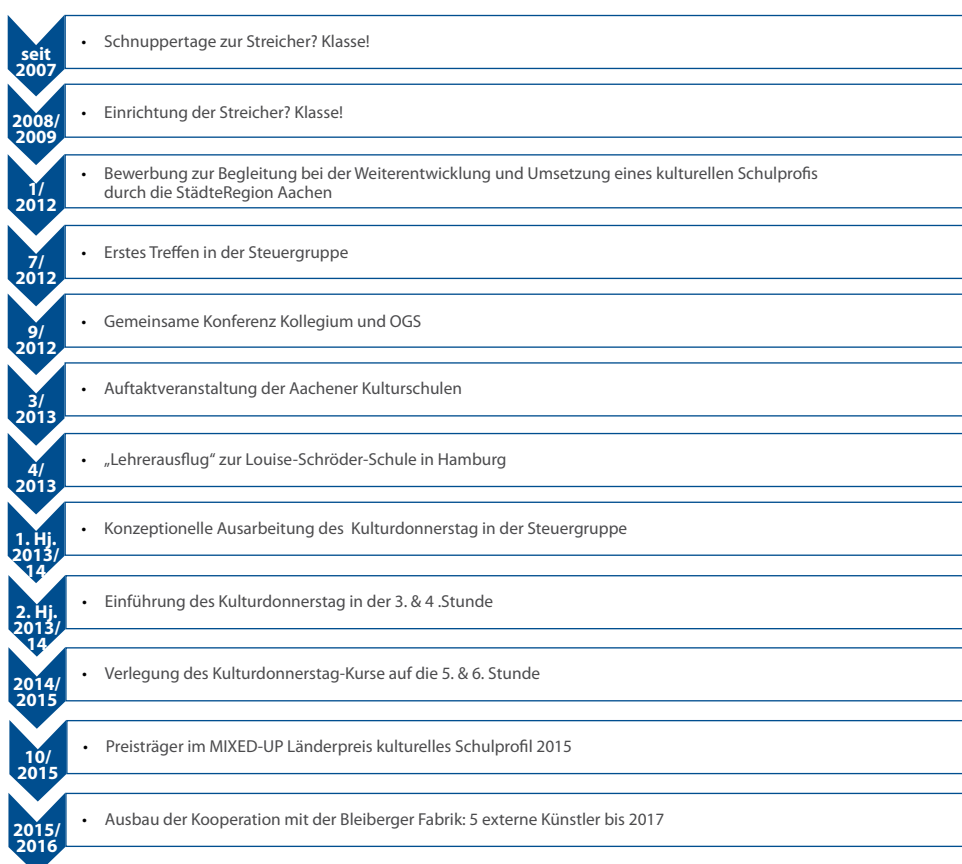 seit
2007
• Schnuppertage zur Streicher? Klasse!
2008/
2009
• Einrichtung der Streicher? Klasse!
1/
2012
• Bewerbung zur Begleitung bei der Weiterentwicklung und Umsetzung eines kulturellen Schulprofis
durch die StädteRegion Aachen
7/
2012
• Erstes Treffen in der Steuergruppe
9/
2012
• Gemeinsame Konferenz Kollegium und OGS
3/
2013
• Auftaktveranstaltung der Aachener Kulturschulen
4/
2013
• „Lehrerausflug“ zur Louise-Schröder-Schule in Hamburg
1. Hj.
2013/
14
• Konzeptionelle Ausarbeitung des Kulturdonnerstag in der Steuergruppe
2. Hj.
2013/
14
• Einführung des Kulturdonnerstag in der 3. & 4 .Stunde
2014/
2015
• Verlegung des Kulturdonnerstag-Kurse auf die 5. & 6. Stunde
10/
2015
• Preisträger im MIXED-UP Länderpreis kulturelles Schulprofil 2015
2015/
2016
• Ausbau der Kooperation mit der Bleiberger Fabrik: 5 externe Künstler bis 2017